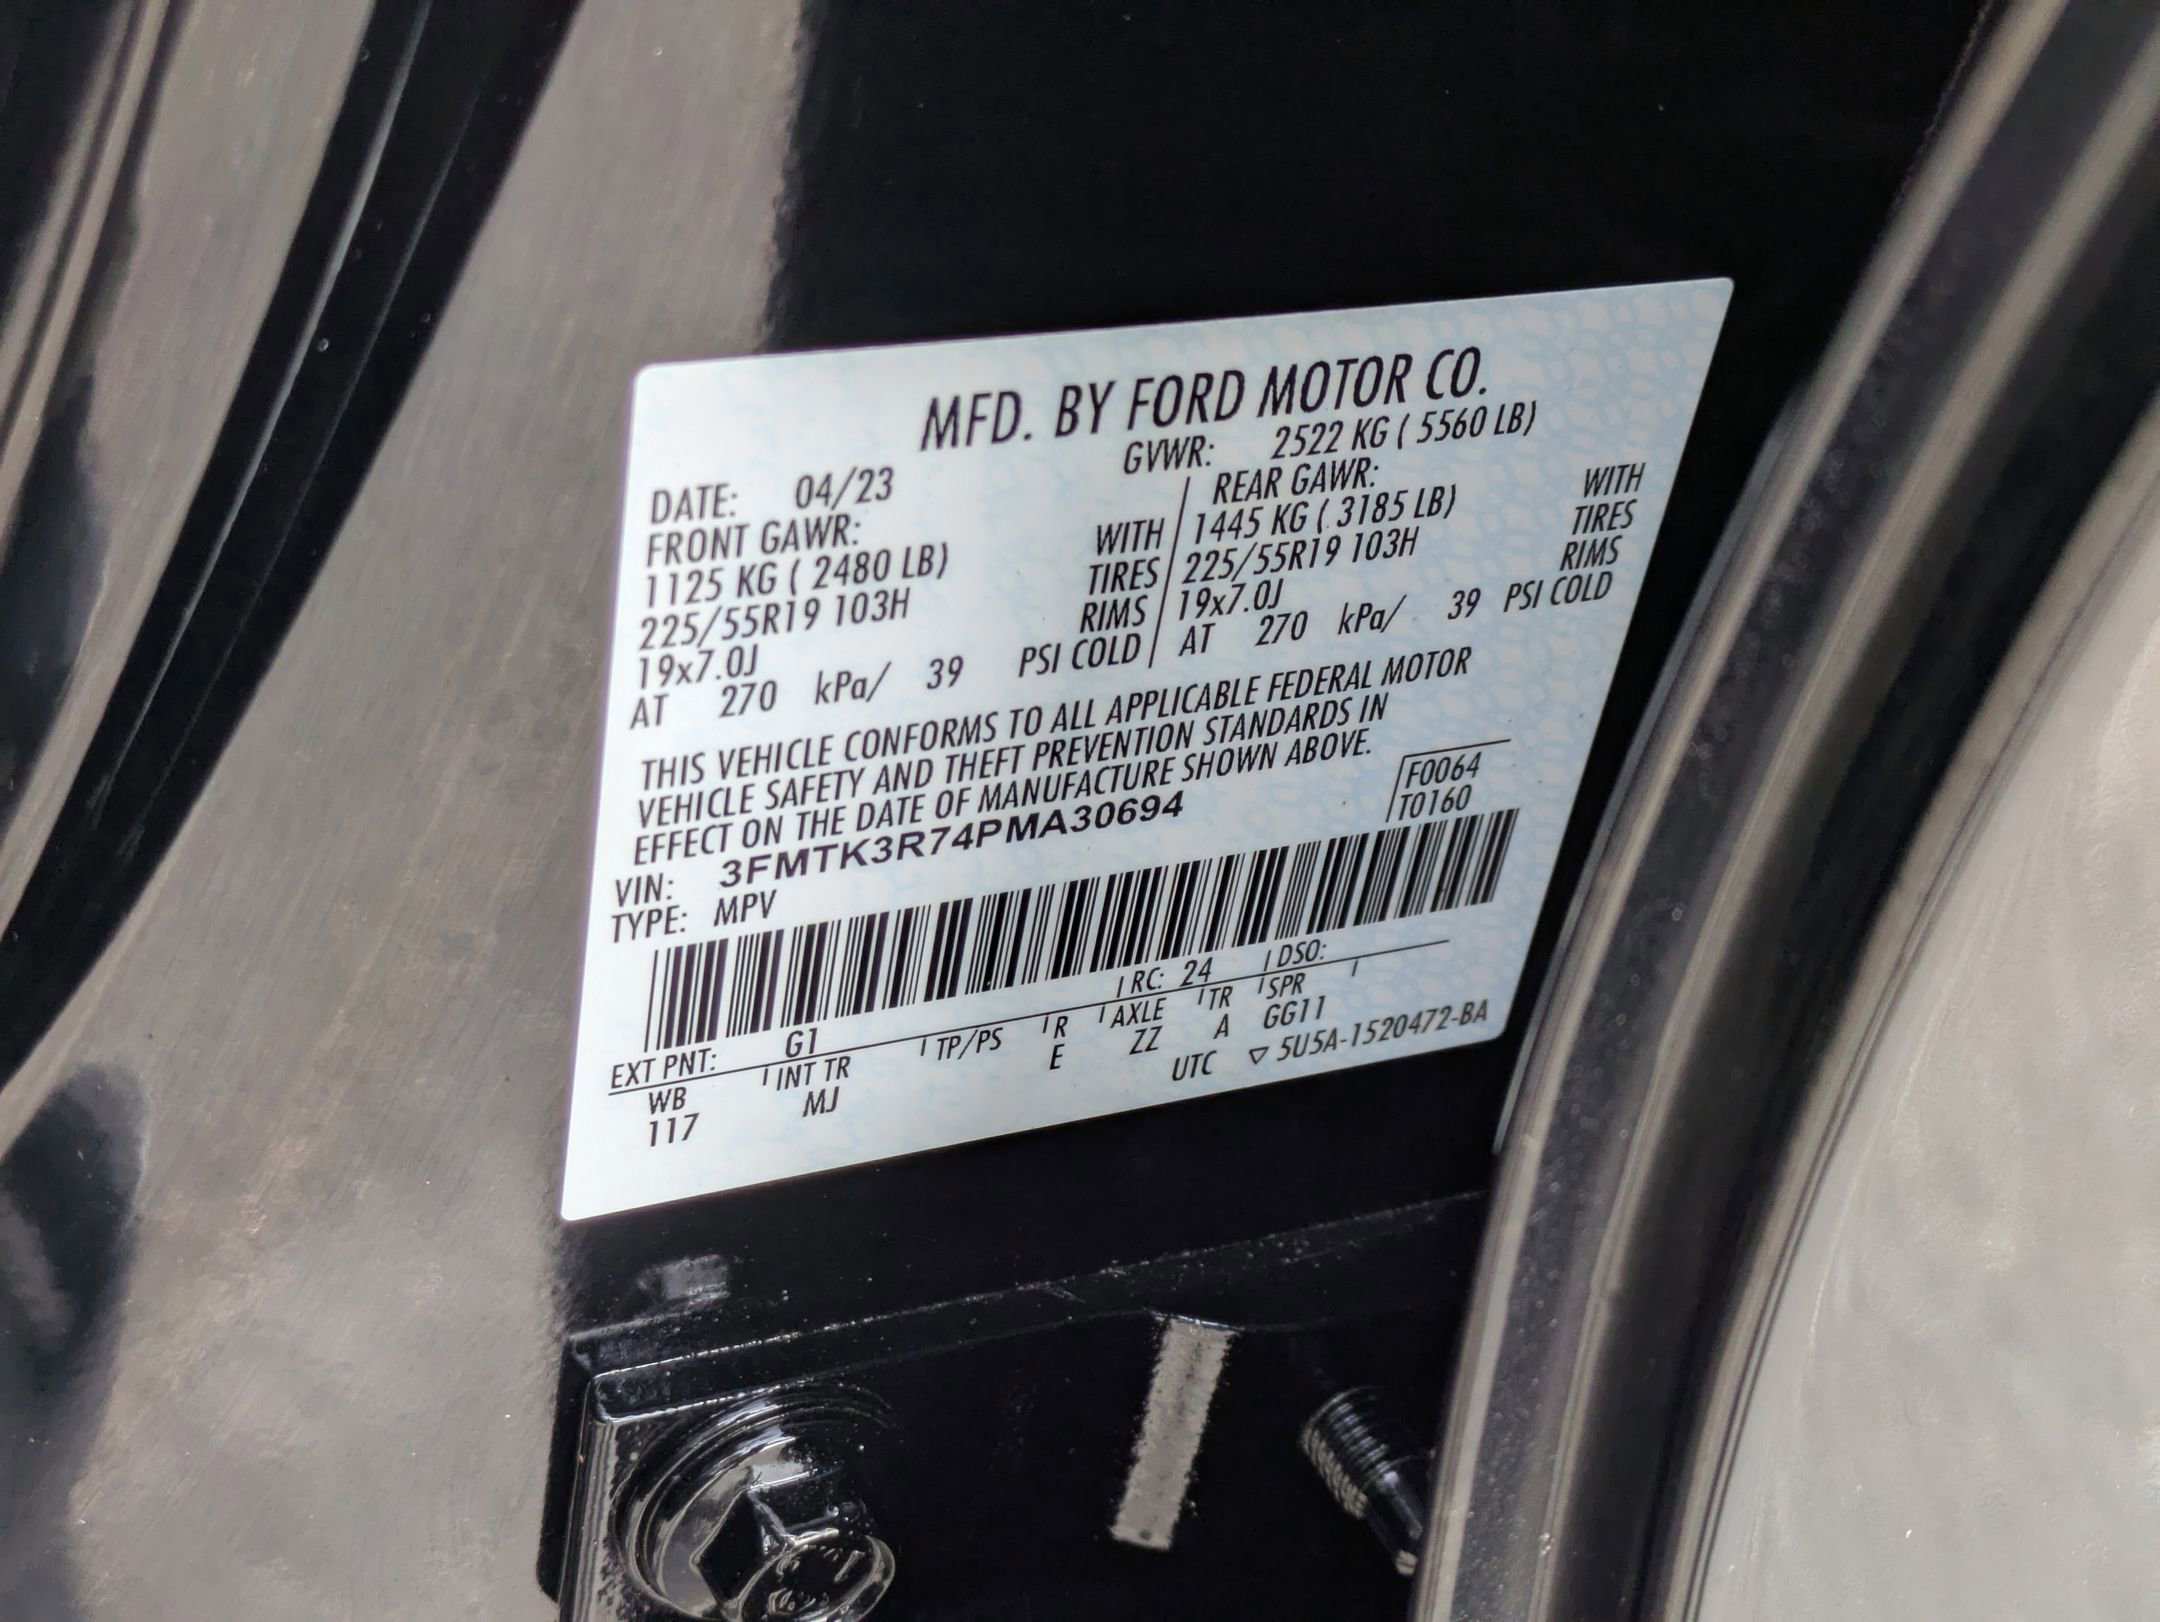 MFD. BY FORD MOTOR CO.
DATE: 04/23 GVWR: 2522 KG ( 5560 LB)
FRONT GAWR: REAR GAWR:
1125 KG ( 2480 LB) WITH 1445 KG ( 3185 LB) WITH
225/55R19 103H TIRES 225/55R19 103H TIRES
19x7.0J RIMS 19x7.0J RIMS
AT 270 kPa/ 39 PSI COLD AT 270 kPa/ 39 PSI COLD
THIS VEHICLE CONFORMS TO ALL APPLICABLE FEDERAL MOTOR
VEHICLE SAFETY AND THEFT PREVENTION STANDARDS IN
EFFECT ON THE DATE OF MANUFACTURE SHOWN ABOVE.
F0064
T0160
VIN: 3FMTK3R74PMA30694
TYPE: MPV
EXT PNT: G1 RC: 24 DSO:
WB INT TR TP/PS R AXLE TR SPR
117 MJ E ZZ A GG11
UTC ▽ 5U5A-1520472-BA